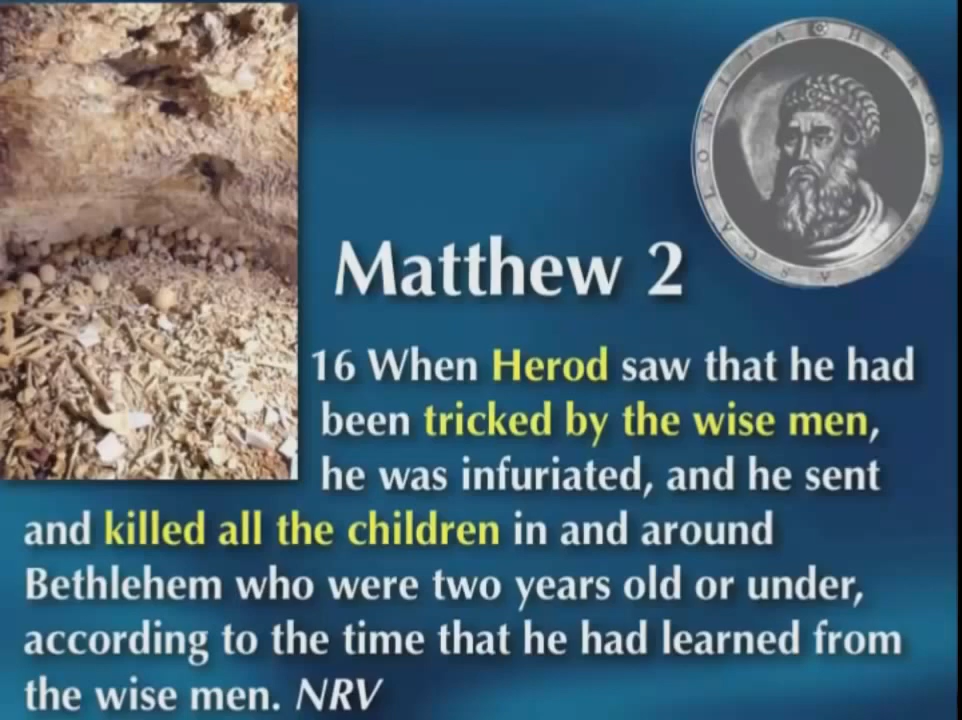 HERODES ASCALONITA
Matthew 2
16 When Herod saw that he had
been tricked by the wise men,
he was infuriated, and he sent
and killed all the children in and around
Bethlehem who were two years old or under,
according to the time that he had learned from
the wise men. NRV